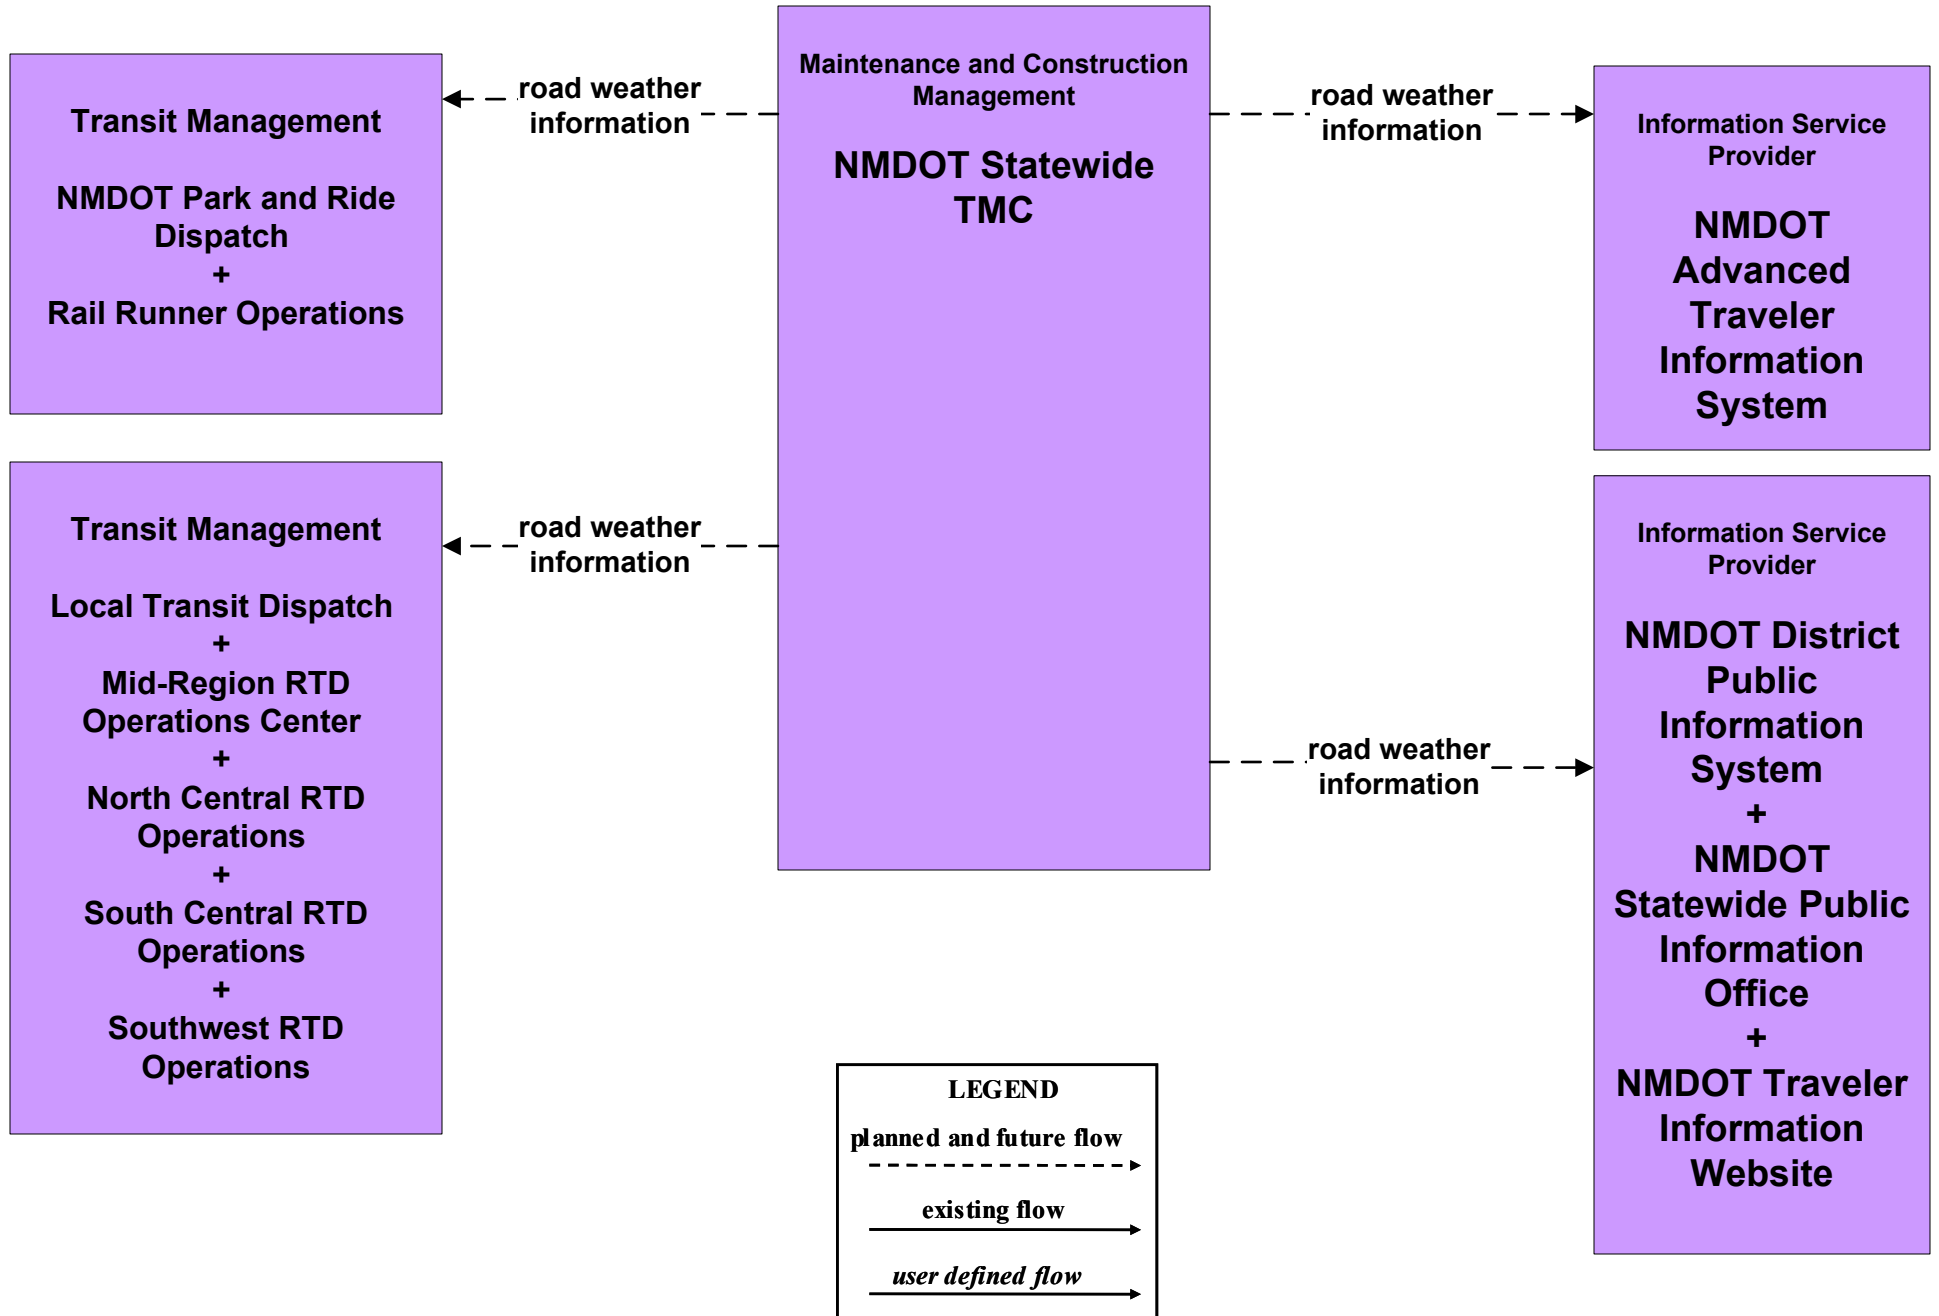 Transit Management
NMDOT Park and Ride
Dispatch
+
Rail Runner Operations
road weather
information
Maintenance and Construction
Management
NMDOT Statewide
TMC
road weather
information
Information Service
Provider
NMDOT
Advanced
Traveler
Information
System
Transit Management
Local Transit Dispatch
+
Mid-Region RTD
Operations Center
+
North Central RTD
Operations
+
South Central RTD
Operations
+
Southwest RTD
Operations
road weather
information
road weather
information
Information Service
Provider
NMDOT District
Public
Information
System
+
NMDOT
Statewide Public
Information
Office
+
NMDOT Traveler
Information
Website
LEGEND
planned and future flow
existing flow
user defined flow